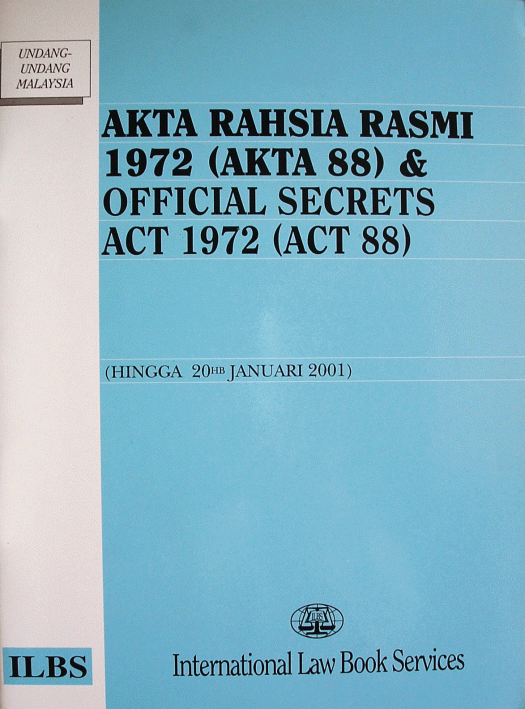 UNDANG-
UNDANG
MALAYSIA
AKTA RAHSIA RASMI
1972 (AKTA 88) &
OFFICIAL SECRETS
ACT 1972 (ACT 88)
(HINGGA 20HB JANUARI 2001)
ILBS
ILBS
International Law Book Services